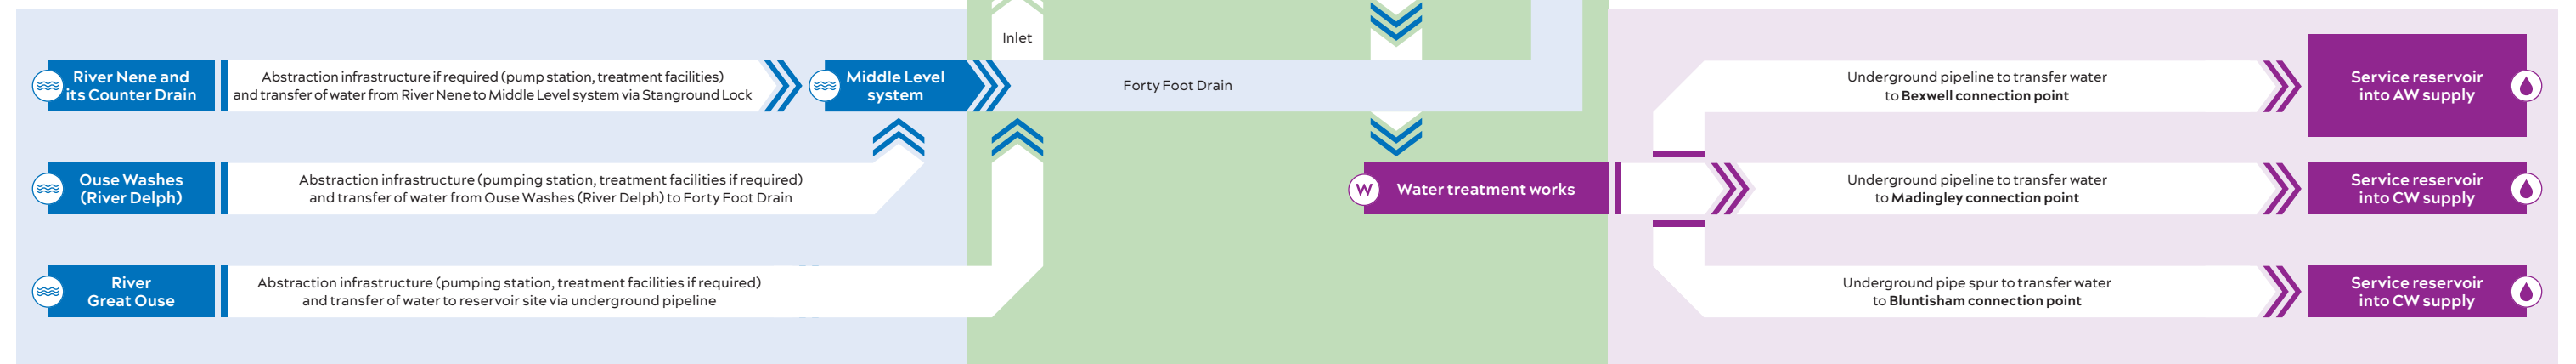 Inlet
River Nene and
its Counter Drain
Abstraction infrastructure if required (pump station, treatment facilities)
and transfer of water from River Nene to Middle Level system via Stanground Lock
Middle Level
system
Forty Foot Drain
Underground pipeline to transfer water
to Bexwell connection point
Service reservoir
into AW supply
Ouse Washes
(River Delph)
Abstraction infrastructure (pumping station, treatment facilities if required)
and transfer of water from Ouse Washes (River Delph) to Forty Foot Drain
W
Water treatment works
Underground pipeline to transfer water
to Madingley connection point
Service reservoir
into CW supply
River
Great Ouse
Abstraction infrastructure (pumping station, treatment facilities if required)
and transfer of water to reservoir site via underground pipeline
Underground pipe spur to transfer water
to Bluntisham connection point
Service reservoir
into CW supply